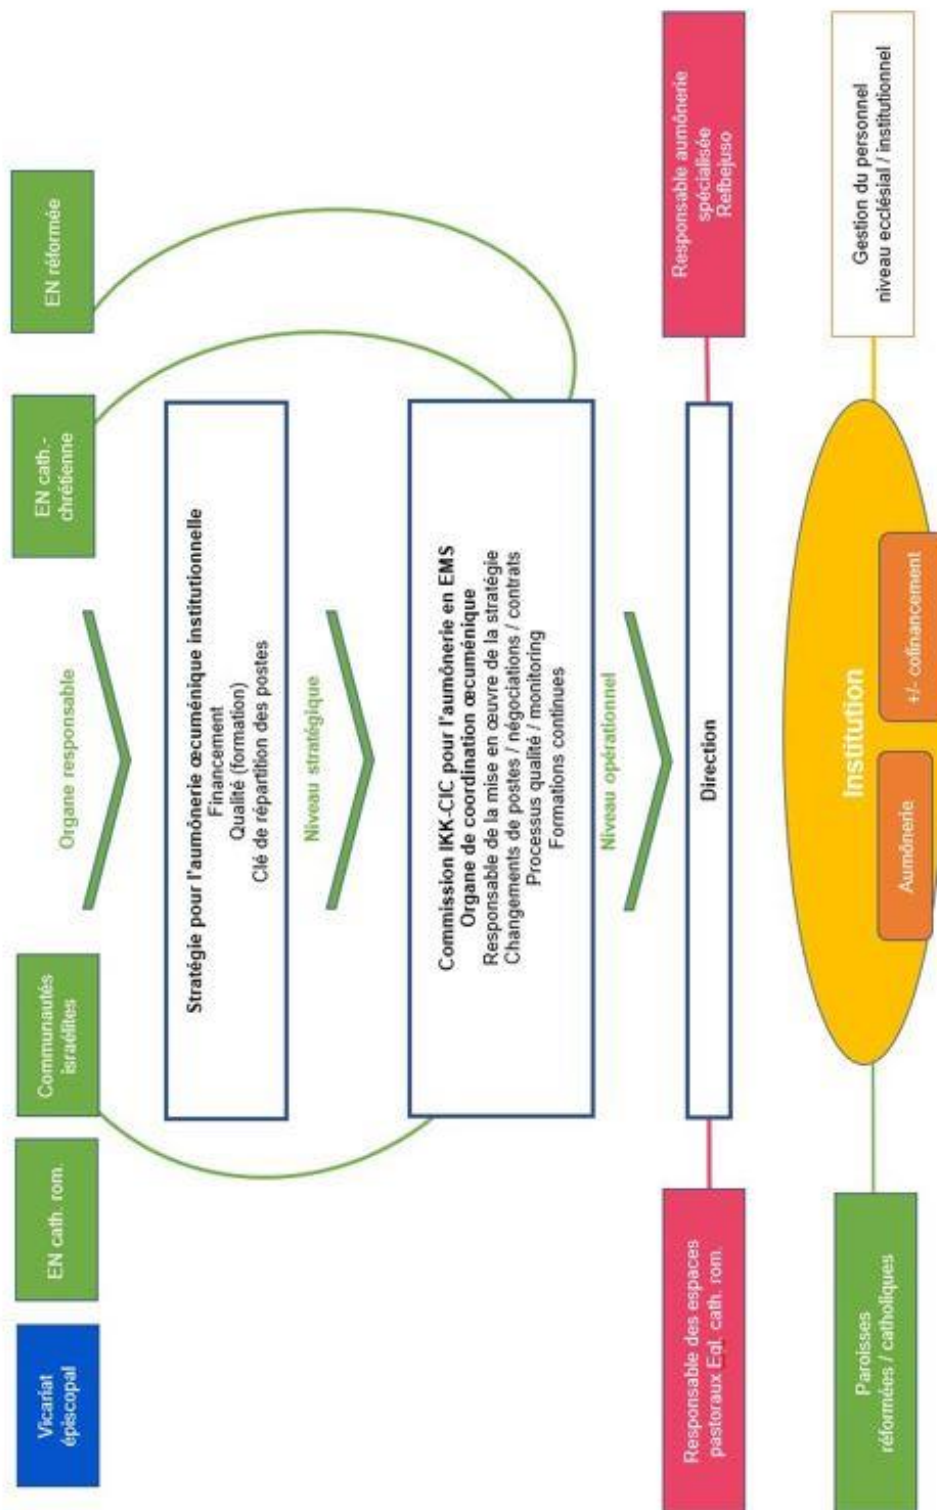 Vicariat
épiscopal
EN cath. rom.
Communautés
israélites
EN cath.-
chrétienne
EN réformée
Organe responsable
Stratégie pour l'aumônerie œcuménique institutionnelle
Financement
Qualité (formation)
Clé de répartition des postes
Niveau stratégique
Commission IKK-CIC pour l'aumônerie en EMS
Organe de coordination œcuménique
Responsable de la mise en œuvre de la stratégie
Changements de postes / négociations / contrats
Processus qualité / monitoring
Formations continues
Niveau opérationnel
Responsable des espaces
pastoraux Egl. cath. rom.
Direction
Responsable aumônerie
spécialisée
Refbejuso
Paroisses
réformées / catholiques
Institution
Aumônerie
+/- cofinancement
Gestion du personnel
niveau ecclésial / institutionnel